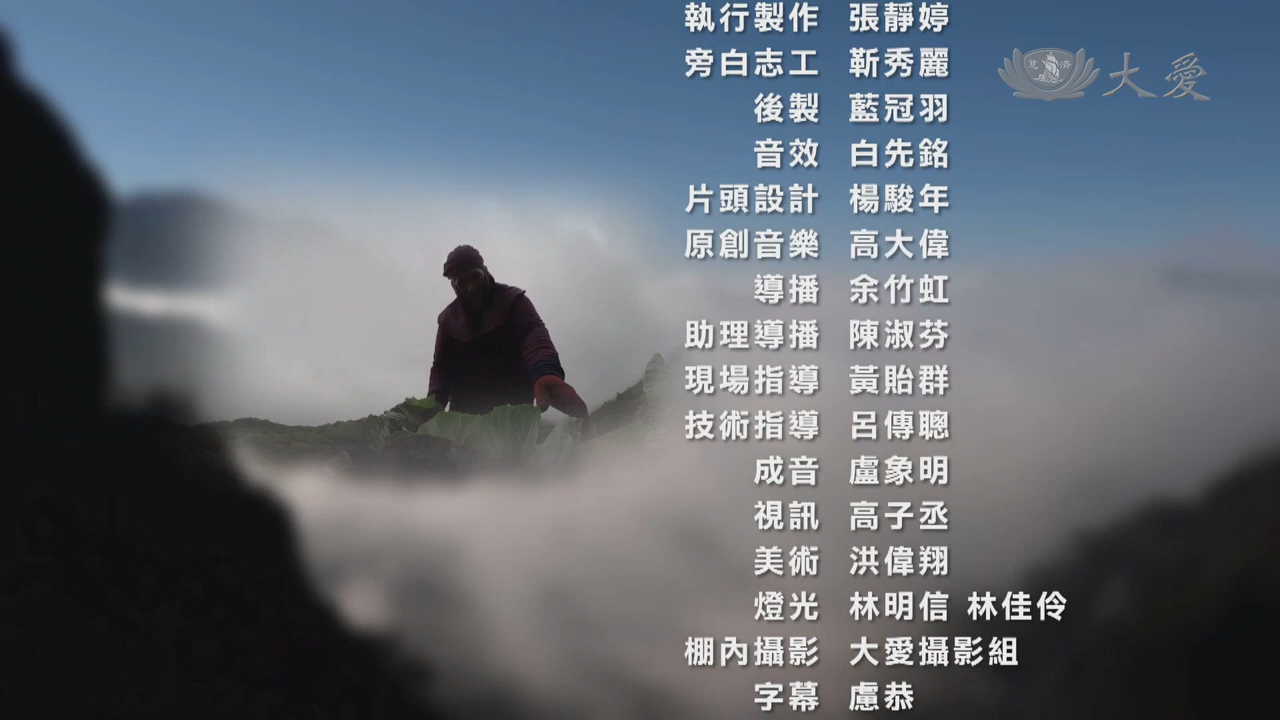 執行製作 張靜婷
旁白志工 靳秀麗
後製 藍冠羽
音效 白先銘
片頭設計 楊駿年
原創音樂 高大偉
導播 余竹虹
助理導播 陳淑芬
現場指導 黃貽群
技術指導 呂傳聰
成音 盧象明
視訊 高子丞
美術 洪偉翔
燈光 林明信 林佳伶
棚內攝影 大愛攝影組
字幕 慮恭
慈濟
大愛